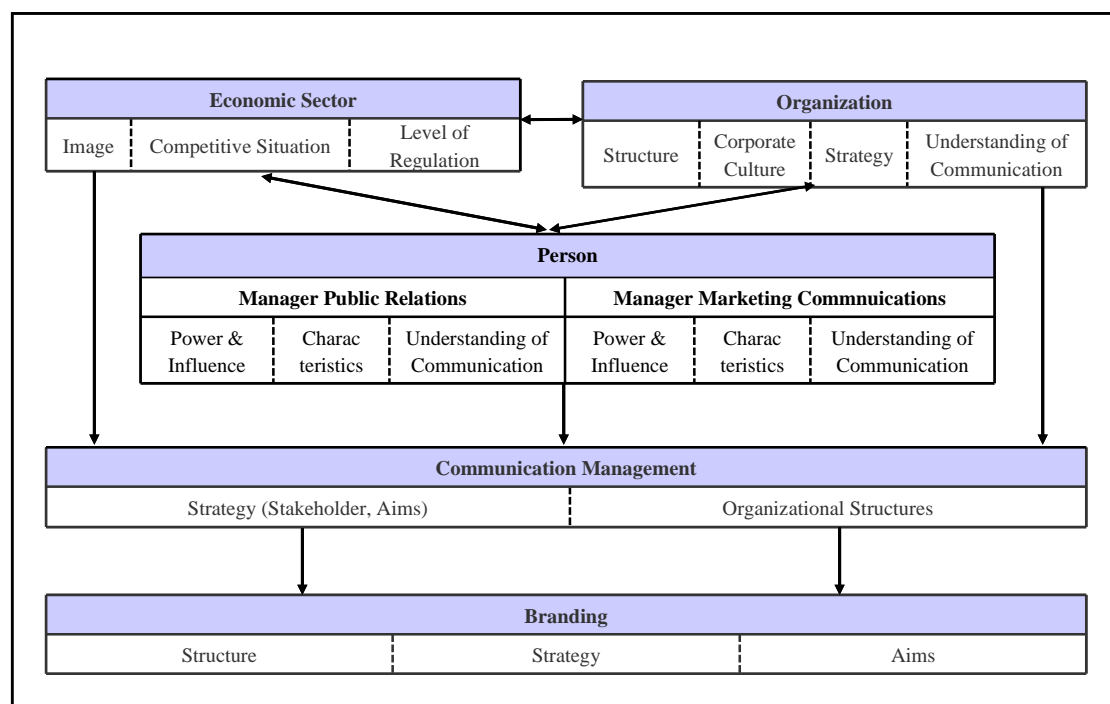 Economic Sector
Image
Competitive Situation
Level of
Regulation
Organization
Structure
Corporate
Culture
Strategy
Understanding of
Communication
Person
Manager Public Relations
Manager Marketing Commnuications
Power &
Influence
Charac
teristics
Understanding of
Communication
Power &
Influence
Charac
teristics
Understanding of
Communication
Communication Management
Strategy (Stakeholder, Aims)
Organizational Structures
Branding
Structure
Strategy
Aims